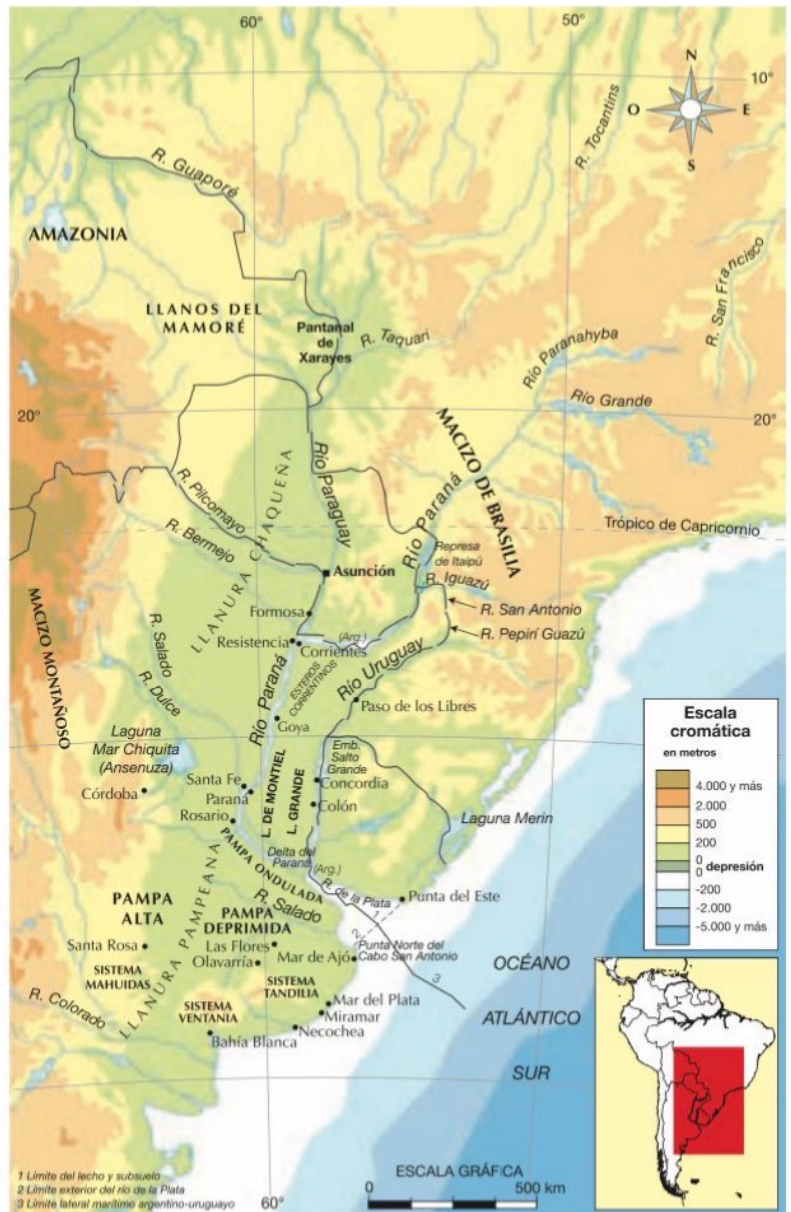 60°
50°
N
O
E
S
10°
R. Tocantins
R. Guaporé
AMAZONIA
LLANOS DEL
MAMORÉ
Pantanal
de
Xarayes
R. Taquari
R. San Francisco
Río Paranahyba
Río Grande
20°
20°
MACIZO DE BRASILIA
LLANURA CHAQUEÑA
Río Paraguay
R. Pilcomayo
R. Bermejo
Río Paraná
Trópico de Capricornio
Represa
de Itaipú
R. Iguazú
Asunción
R. San Antonio
R. Pepirí Guazú
Formosa
MACIZO MONTAÑOSO
R. Salado
R. Dulce
Resistencia
(Arg.)
Corrientes
ESTEROS
CORRENTINOS
Río Uruguay
Río Paraná
Paso de los Libres
Goya
Laguna
Mar Chiquita
(Ansenuza)
Emb.
Salto
Grande
L. DE MONTIEL
L. GRANDE
Santa Fe
Concordia
Córdoba
Paraná
Colón
Rosario
Laguna Merin
PAMPA ONDULADA
Delta del
Paraná
(Arg.)
R. de la Plata
1
Punta del Este
LLANURA PAMPEANA
PAMPA
ALTA
R. Salado
PAMPA
DEPRIMIDA
2
Santa Rosa
Las Flores
Mar de Ajó
Punta Norte del
Cabo San Antonio
Olavarría
3
SISTEMA
MAHUIDAS
SISTEMA
TANDILIA
R. Colorado
SISTEMA
VENTANIA
Mar del Plata
Miramar
Necochea
Bahía Blanca
OCÉANO
ATLÁNTICO
SUR
Escala
cromática
en metros
4.000 y más
2.000
500
200
0
0 depresión
-200
-2.000
-5.000 y más
1 Límite del lecho y subsuelo
2 Límite exterior del río de la Plata
3 Límite lateral marítimo argentino-uruguayo
60°
ESCALA GRÁFICA
0
500 km